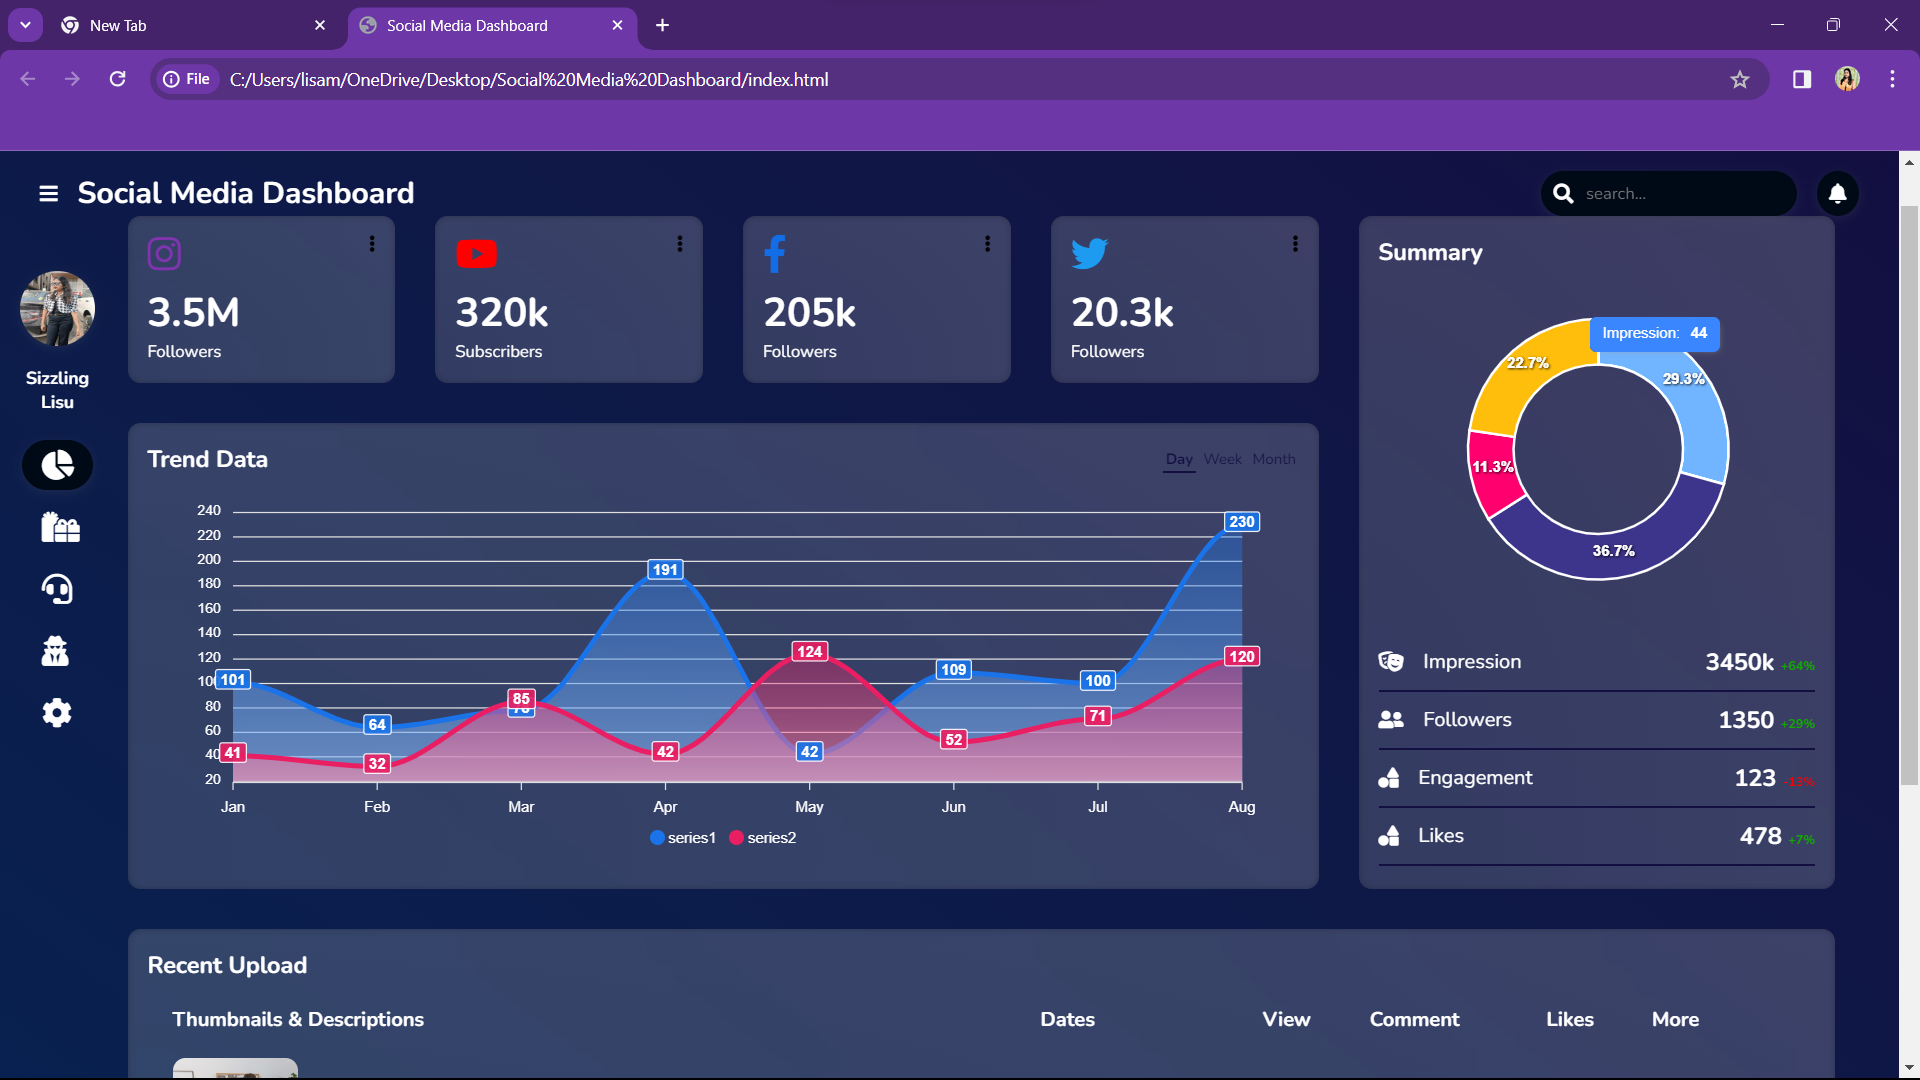 New Tab
Social Media Dashboard
File
C:/Users/lisam/OneDrive/Desktop/Social%20Media%20Dashboard/index.html
Social Media Dashboard
search...
Sizzling
Lisu
3.5M
Followers
320k
Subscribers
205k
Followers
20.3k
Followers
Trend Data
Day Week Month
240
220
200
180
160
140
120
100
80
60
40
20
101
64
85
191
42
109
100
230
41
32
42
124
52
71
120
Jan Feb Mar Apr May Jun Jul Aug
series1 series2
Summary
Impression: 44
22.7%
29.3%
11.3%
36.7%
Impression 3450k +64%
Followers 1350 +29%
Engagement 123 -13%
Likes 478 +7%
Recent Upload
Thumbnails & Descriptions Dates View Comment Likes More